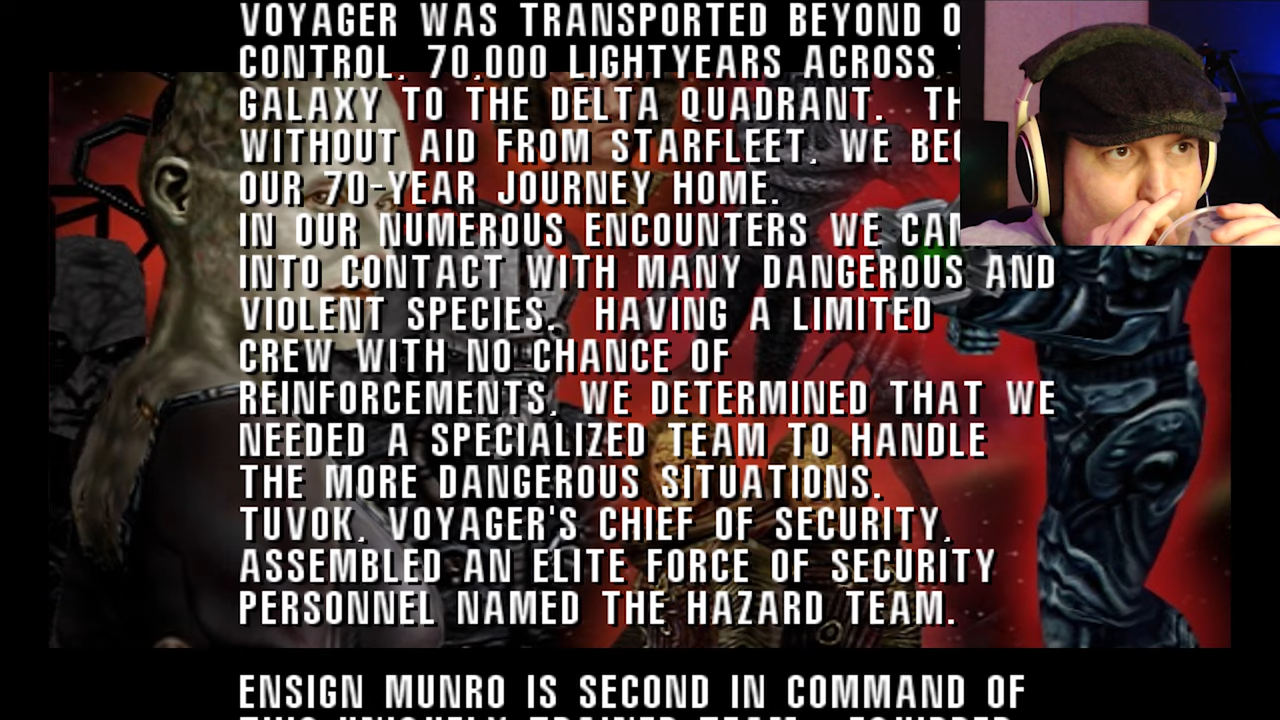 VOYAGER WAS TRANSPORTED BEYOND
CONTROL, 70,000 LIGHTYEARS ACROSS
GALAXY TO THE DELTA QUADRANT.
WITHOUT AID FROM STARFLEET, WE
OUR 70-YEAR JOURNEY HOME.
IN OUR NUMEROUS ENCOUNTERS WE
INTO CONTACT WITH MANY DANGEROUS AND
VIOLENT SPECIES. HAVING A LIMITED
CREW WITH NO CHANCE OF
REINFORCEMENTS, WE DETERMINED THAT WE
NEEDED A SPECIALIZED TEAM TO HANDLE
THE MORE DANGEROUS SITUATIONS.
TUVOK, VOYAGER'S CHIEF OF SECURITY,
ASSEMBLED AN ELITE FORCE OF SECURITY
PERSONNEL NAMED THE HAZARD TEAM.
ENSIGN MUNRO IS SECOND IN COMMAND OF